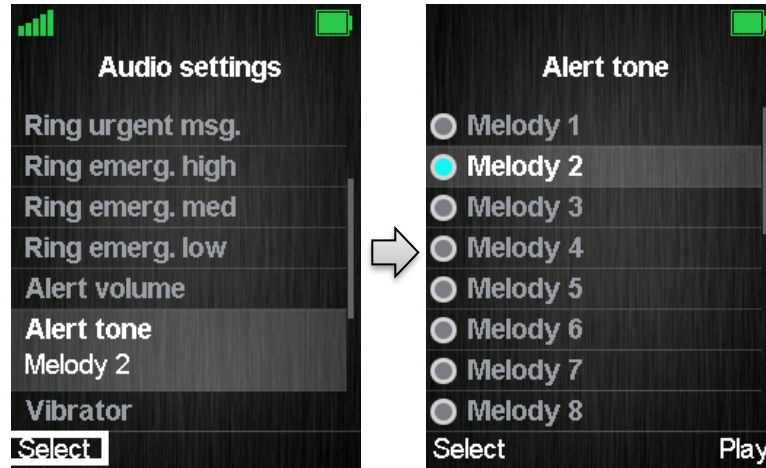 Audio settings
Ring urgent msg.
Ring emerg. high
Ring emerg. med
Ring emerg. low
Alert volume
Alert tone
Melody 2
Vibrator
Select
Alert tone
Melody 1
Melody 2
Melody 3
Melody 4
Melody 5
Melody 6
Melody 7
Melody 8
Select Play